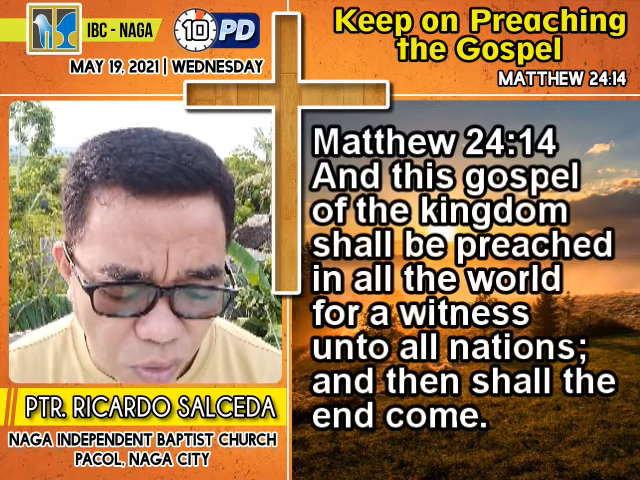 IBC - NAGA
10 PD
MAY 19, 2021 | WEDNESDAY
Keep on Preaching
the Gospel
MATTHEW 24:14
Matthew 24:14
And this gospel
of the kingdom
shall be preached
in all the world
for a witness
unto all nations;
and then shall the
end come.
PTR. RICARDO SALCEDA
NAGA INDEPENDENT BAPTIST CHURCH
PACOL, NAGA CITY